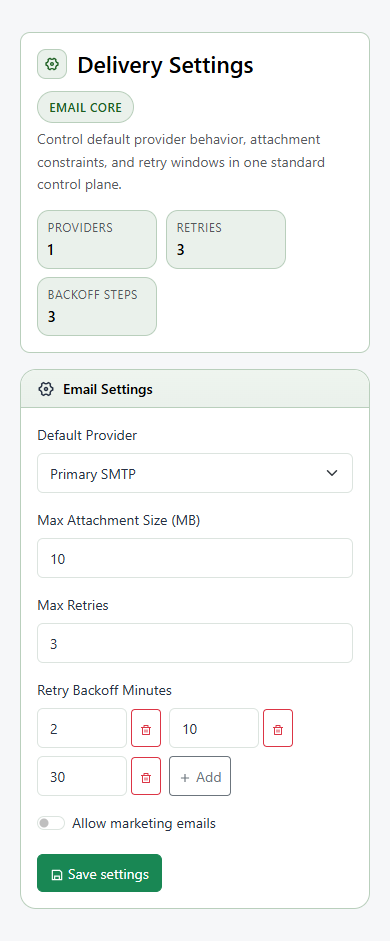 Delivery Settings
EMAIL CORE
Control default provider behavior, attachment
constraints, and retry windows in one standard
control plane.
PROVIDERS
1
RETRIES
3
BACKOFF STEPS
3
Email Settings
Default Provider
Primary SMTP
Max Attachment Size (MB)
10
Max Retries
3
Retry Backoff Minutes
2
10
30
+ Add
Allow marketing emails
Save settings